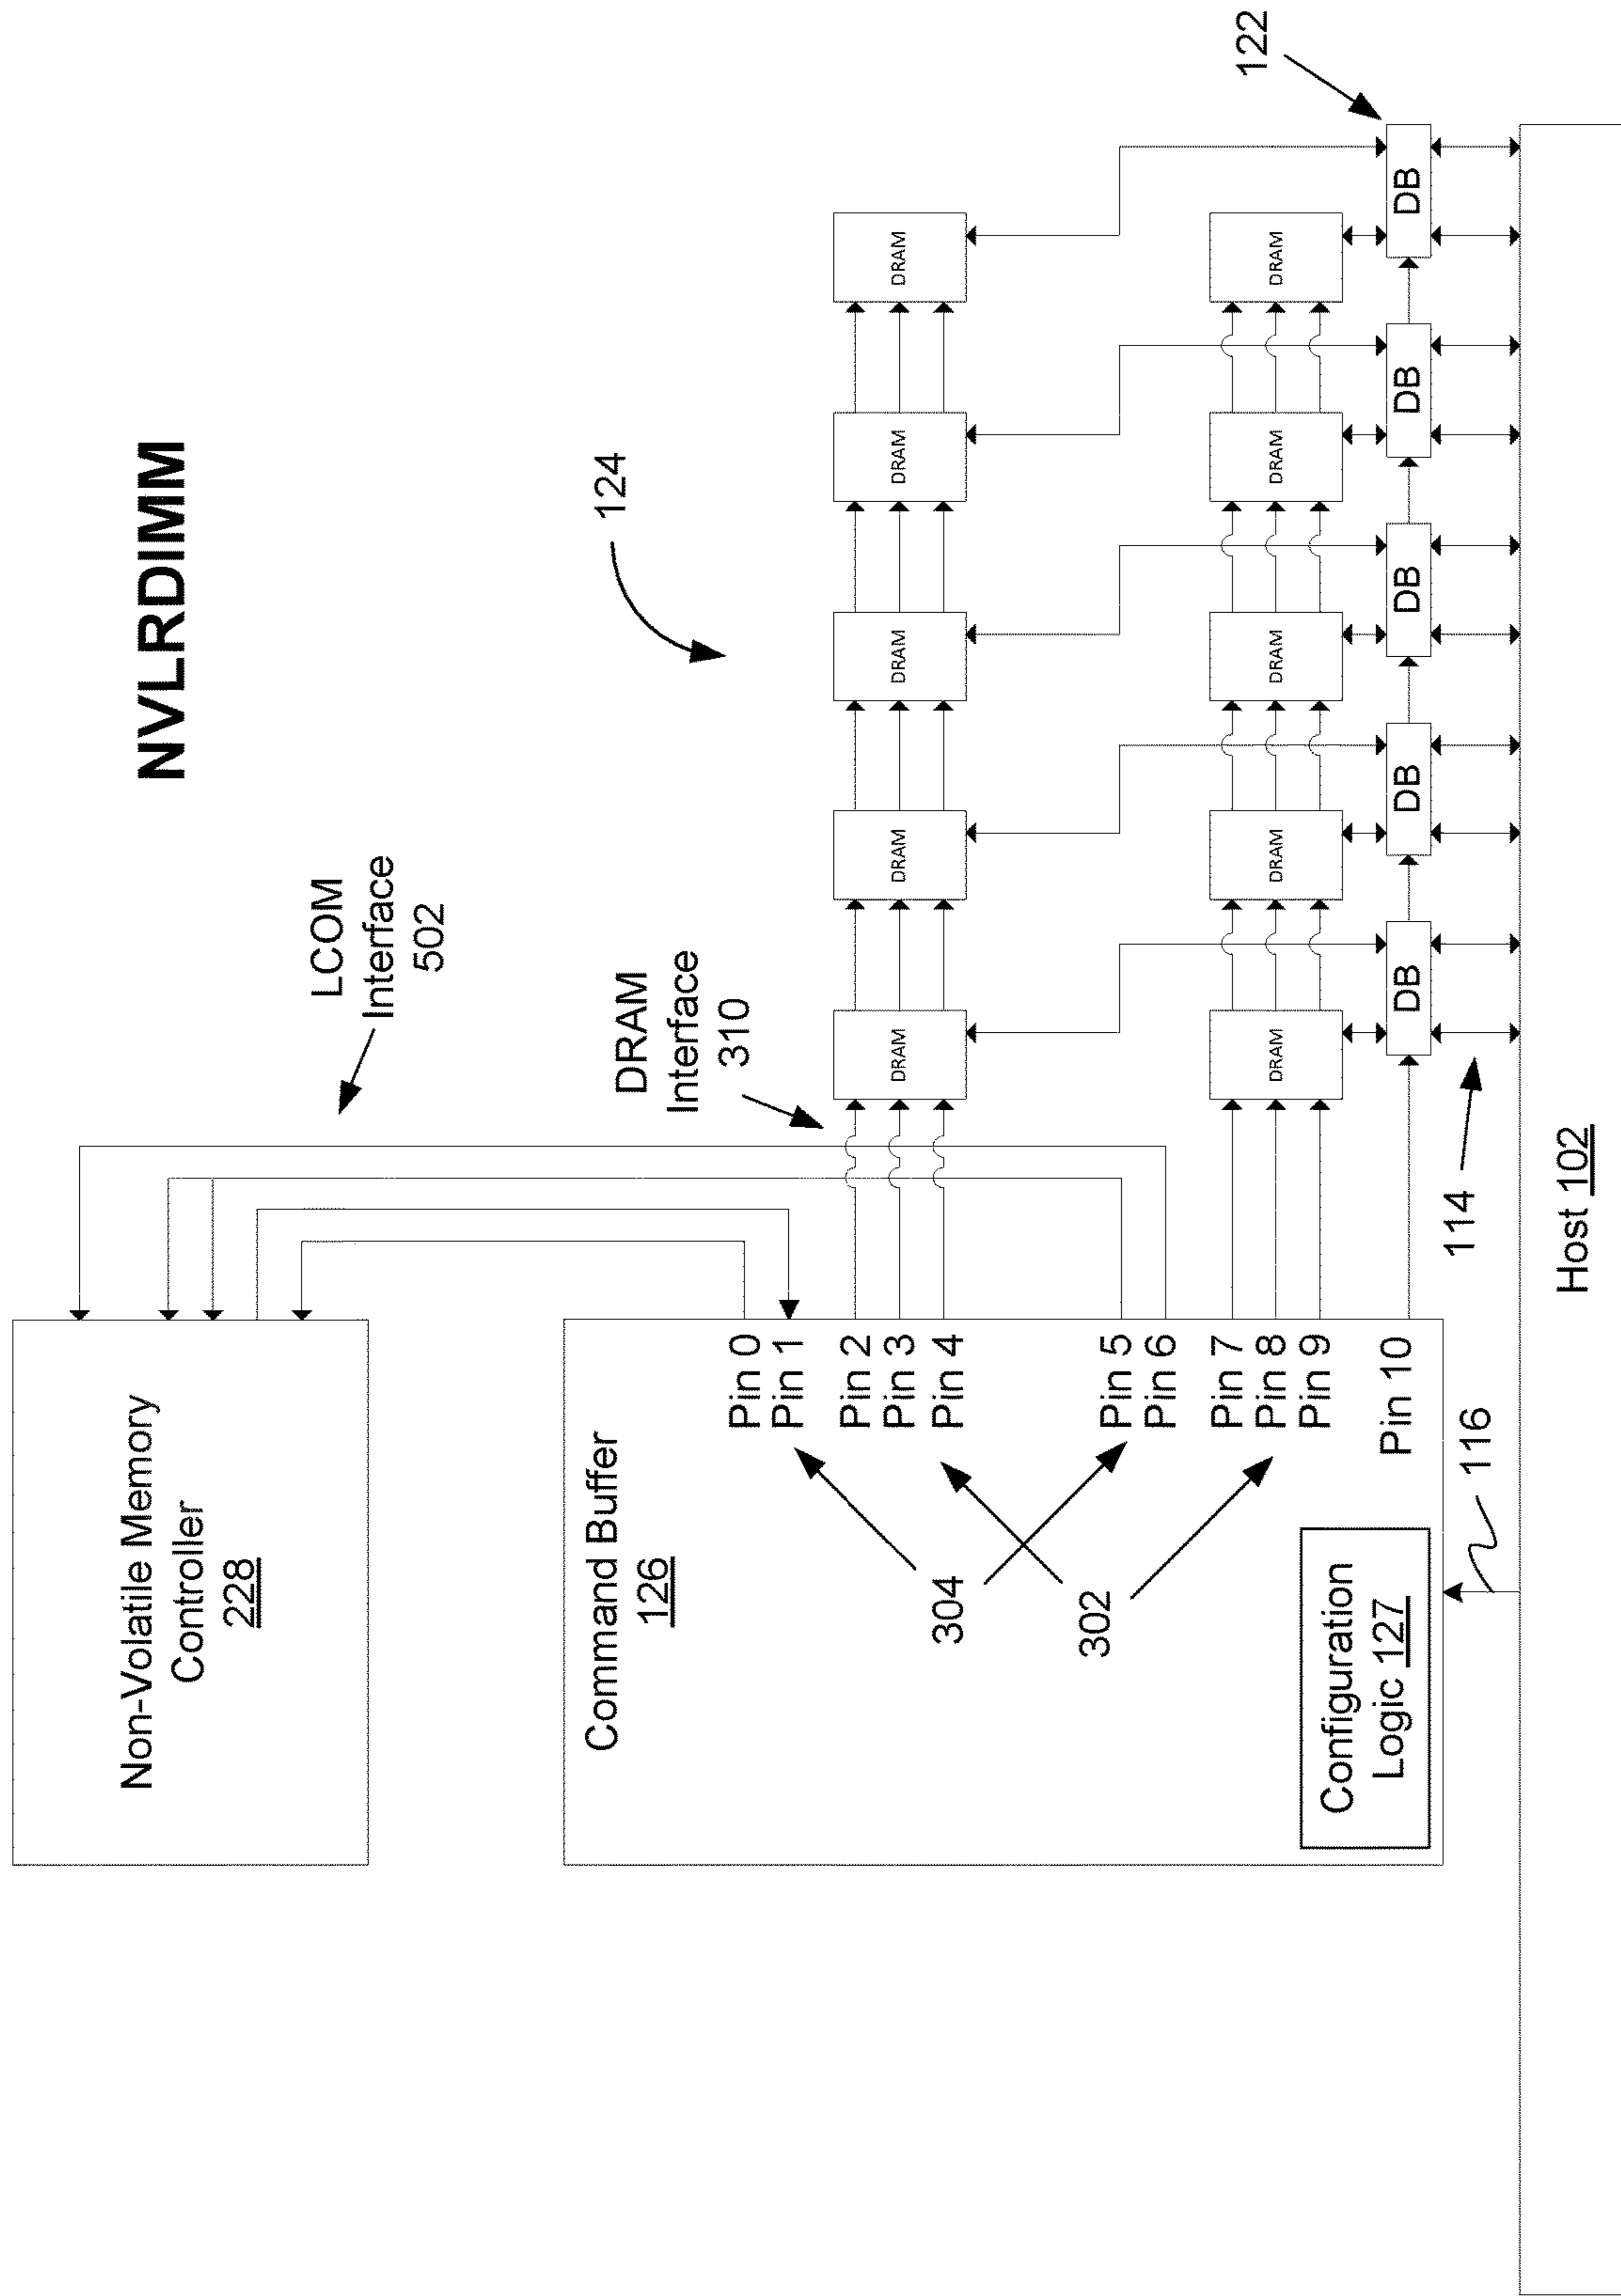 NVLRDIMM
Non-Volatile Memory
Controller
228
LCOM
Interface
502
Command Buffer
126
DRAM
Interface
310
124
122
Pin 0
Pin 1
Pin 2
Pin 3
Pin 4
Pin 5
Pin 6
Pin 7
Pin 8
Pin 9
Pin 10
304
302
Configuration
Logic 127
DRAM
DRAM
DRAM
DRAM
DRAM
DRAM
DRAM
DRAM
DRAM
DRAM
DB
DB
DB
DB
DB
116
114
Host 102